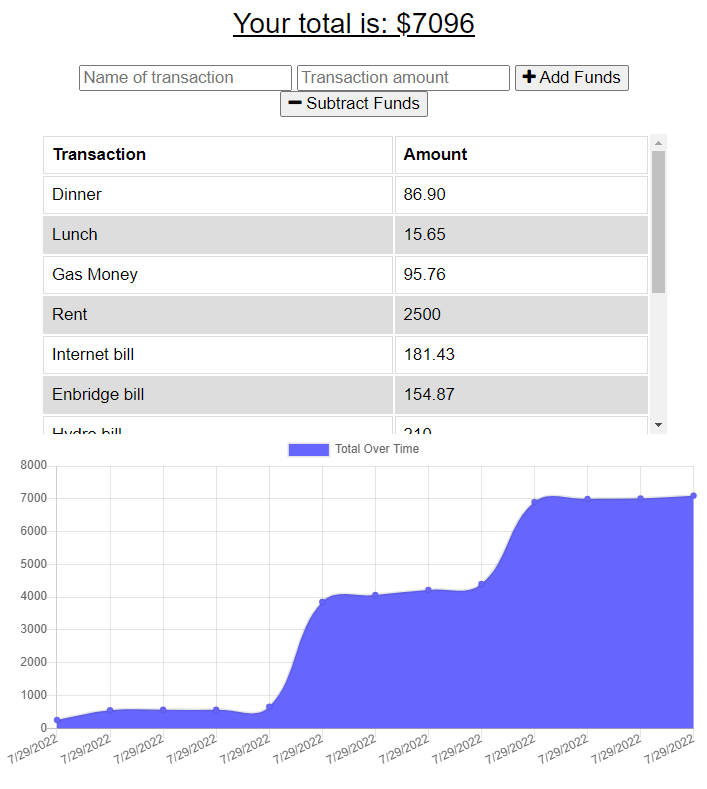 Your total is: $7096
Name of transaction Transaction amount + Add Funds
− Subtract Funds
Transaction Amount
Dinner 86.90
Lunch 15.65
Gas Money 95.76
Rent 2500
Internet bill 181.43
Enbridge bill 154.87
Hydro bill 210
Total Over Time
8000
7000
6000
5000
4000
3000
2000
1000
0
7/29/2022 7/29/2022 7/29/2022 7/29/2022 7/29/2022 7/29/2022 7/29/2022 7/29/2022 7/29/2022 7/29/2022 7/29/2022 7/29/2022 7/29/2022